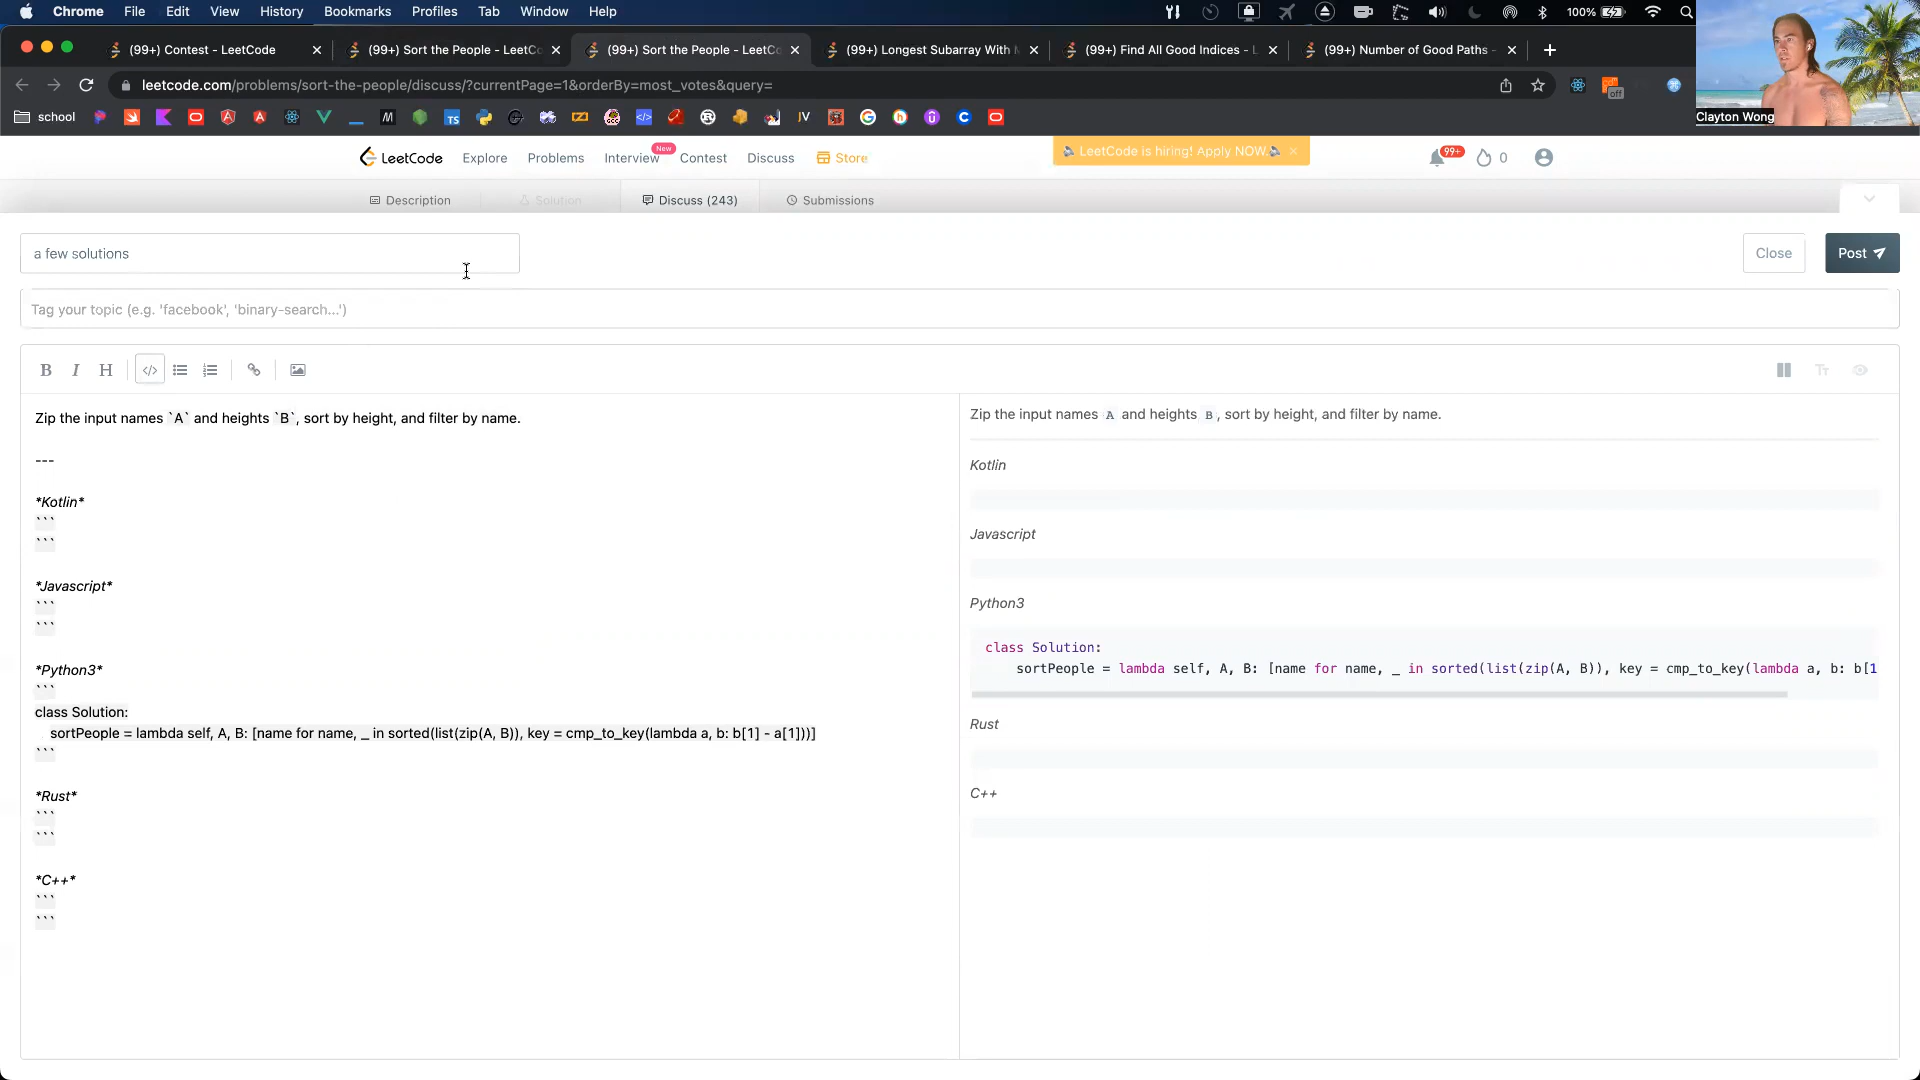 Chrome File Edit View History Bookmarks Profiles Tab Window Help 100%
(99+) Contest - LeetCode
(99+) Sort the People - LeetCo
(99+) Sort the People - LeetCo
(99+) Longest Subarray With M
(99+) Find All Good Indices - L
(99+) Number of Good Paths -
leetcode.com/problems/sort-the-people/discuss/?currentPage=1&orderBy=most_votes&query=
off
Clayton Wong
school M TS </> JV G h u C
LeetCode Explore Problems Interview New Contest Discuss Store
LeetCode is hiring! Apply NOW. ×
99+ 0
Description Solution Discuss (243) Submissions
a few solutions
Close Post
Tag your topic (e.g. 'facebook', 'binary-search...')
B I H </> Tr
Zip the input names `A` and heights `B`, sort by height, and filter by name.
---
*Kotlin*
```
```
*Javascript*
```
```
*Python3*
```
class Solution:
sortPeople = lambda self, A, B: [name for name, _ in sorted(list(zip(A, B)), key = cmp_to_key(lambda a, b: b[1] - a[1]))]
```
*Rust*
```
```
*C++*
```
```
Zip the input names A and heights B, sort by height, and filter by name.
Kotlin
Javascript
Python3
class Solution:
sortPeople = lambda self, A, B: [name for name, _ in sorted(list(zip(A, B)), key = cmp_to_key(lambda a, b: b[1
Rust
C++